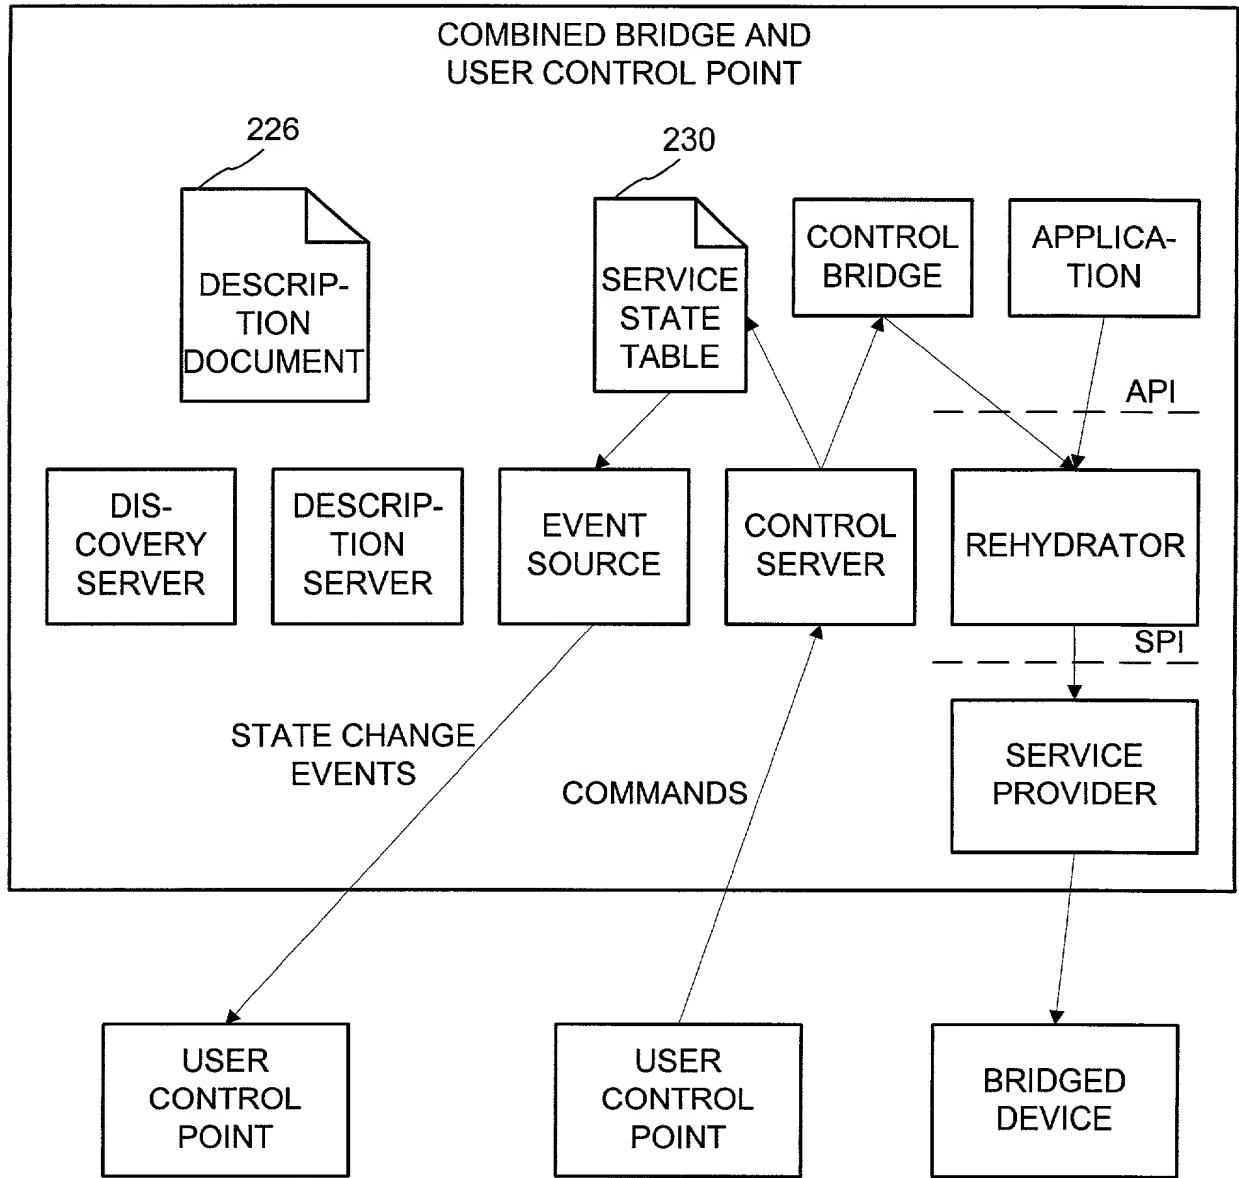 COMBINED BRIDGE AND
USER CONTROL POINT
226
230
DESCRIP-
TION
DOCUMENT
SERVICE
STATE
TABLE
CONTROL
BRIDGE
APPLICA-
TION
API
DIS-
COVERY
SERVER
DESCRIP-
TION
SERVER
EVENT
SOURCE
CONTROL
SERVER
REHYDRATOR
SPI
STATE CHANGE
EVENTS
COMMANDS
SERVICE
PROVIDER
USER
CONTROL
POINT
USER
CONTROL
POINT
BRIDGED
DEVICE